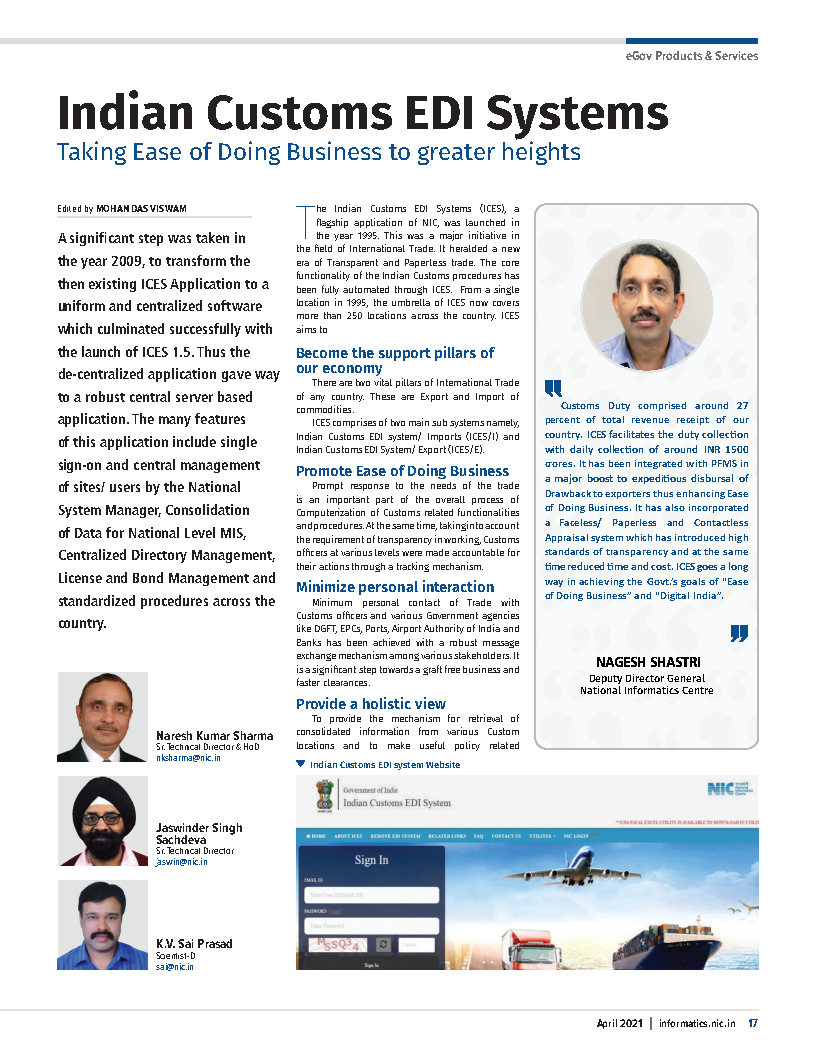 eGov Products & Services
Indian Customs EDI Systems
Taking Ease of Doing Business to greater heights
Edited by MOHAN DAS VISWAM
A significant step was taken in
the year 2009, to transform the
then existing ICES Application to a
uniform and centralized software
which culminated successfully with
the launch of ICES 1.5. Thus the
de-centralized application gave way
to a robust central server based
application. The many features
of this application include single
sign-on and central management
of sites/ users by the National
System Manager, Consolidation
of Data for National Level MIS,
Centralized Directory Management,
License and Bond Management and
standardized procedures across the
country.
Naresh Kumar Sharma
Sr. Technical Director & HoD
nksharma@nic.in
Jaswinder Singh
Sachdeva
Sr. Technical Director
jaswin@nic.in
K.V. Sai Prasad
Scientist-D
sai@nic.in
The Indian Customs EDI Systems (ICES), a
flagship application of NIC, was launched in
the year 1995. This was a major initiative in
the field of International Trade. It heralded a new
era of Transparent and Paperless trade. The core
functionality of the Indian Customs procedures has
been fully automated through ICES. From a single
location in 1995, the umbrella of ICES now covers
more than 250 locations across the country. ICES
aims to
Become the support pillars of
our economy
There are two vital pillars of International Trade
of any country. These are Export and Import of
commodities.
ICES comprises of two main sub systems namely,
Indian Customs EDI system/ Imports (ICES/I) and
Indian Customs EDI System/ Export (ICES/E).
Promote Ease of Doing Business
Prompt response to the needs of the trade
is an important part of the overall process of
Computerization of Customs related functionalities
and procedures. At the same time, taking into account
the requirement of transparency in working, Customs
officers at various levels were made accountable for
their actions through a tracking mechanism.
Minimize personal interaction
Minimum personal contact of Trade with
Customs officers and various Government agencies
like DGFT, EPCs, Ports, Airport Authority of India and
Banks has been achieved with a robust message
exchange mechanism among various stakeholders. It
is a significant step towards a graft free business and
faster clearances.
Provide a holistic view
To provide the mechanism for retrieval of
consolidated information from various Custom
locations and to make useful policy related
Customs Duty comprised around 27
percent of total revenue receipt of our
country. ICES facilitates the duty collection
with daily collection of around INR 1500
crores. It has been integrated with PFMS in
a major boost to expeditious disbursal of
Drawback to exporters thus enhancing Ease
of Doing Business. It has also incorporated
a Faceless/ Paperless and Contactless
Appraisal system which has introduced high
standards of transparency and at the same
time reduced time and cost. ICES goes a long
way in achieving the Govt.'s goals of "Ease
of Doing Business" and "Digital India".
NAGESH SHASTRI
Deputy Director General
National Informatics Centre
Indian Customs EDI system Website
Government of India
Indian Customs EDI System
NIC National Informatics Centre
HOME ABOUT ICES REMOTE EDI SYSTEM RELATED LINKS FAQ CONTACT US UTILITES NIC LOGIN
Sign In
EMAIL ID
PASSWORD
Enter Password
Sign In
April 2021 | informatics.nic.in 17